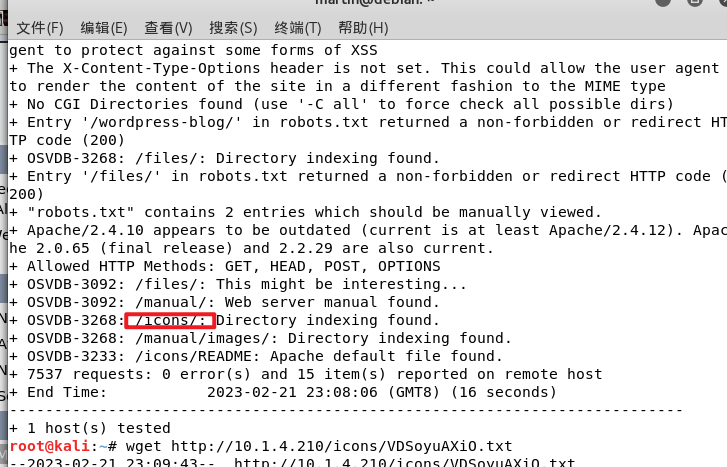 martin@debian: ~
文件(F) 编辑(E) 查看(V) 搜索(S) 终端(T) 帮助(H)
gent to protect against some forms of XSS
+ The X-Content-Type-Options header is not set. This could allow the user agent
to render the content of the site in a different fashion to the MIME type
+ No CGI Directories found (use '-C all' to force check all possible dirs)
+ Entry '/wordpress-blog/' in robots.txt returned a non-forbidden or redirect HT
TP code (200)
+ OSVDB-3268: /files/: Directory indexing found.
+ Entry '/files/' in robots.txt returned a non-forbidden or redirect HTTP code (
200)
+ "robots.txt" contains 2 entries which should be manually viewed.
+ Apache/2.4.10 appears to be outdated (current is at least Apache/2.4.12). Apac
he 2.0.65 (final release) and 2.2.29 are also current.
+ Allowed HTTP Methods: GET, HEAD, POST, OPTIONS
+ OSVDB-3092: /files/: This might be interesting...
+ OSVDB-3092: /manual/: Web server manual found.
+ OSVDB-3268: /icons/: Directory indexing found.
+ OSVDB-3268: /manual/images/: Directory indexing found.
+ OSVDB-3233: /icons/README: Apache default file found.
+ 7537 requests: 0 error(s) and 15 item(s) reported on remote host
+ End Time: 2023-02-21 23:08:06 (GMT8) (16 seconds)
---------------------------------------------------------------------------
+ 1 host(s) tested
root@kali:~# wget http://10.1.4.210/icons/VDSoyuAXiO.txt
--2023-02-21 23:09:43-- http://10.1.4.210/icons/VDSoyuAXiO.txt